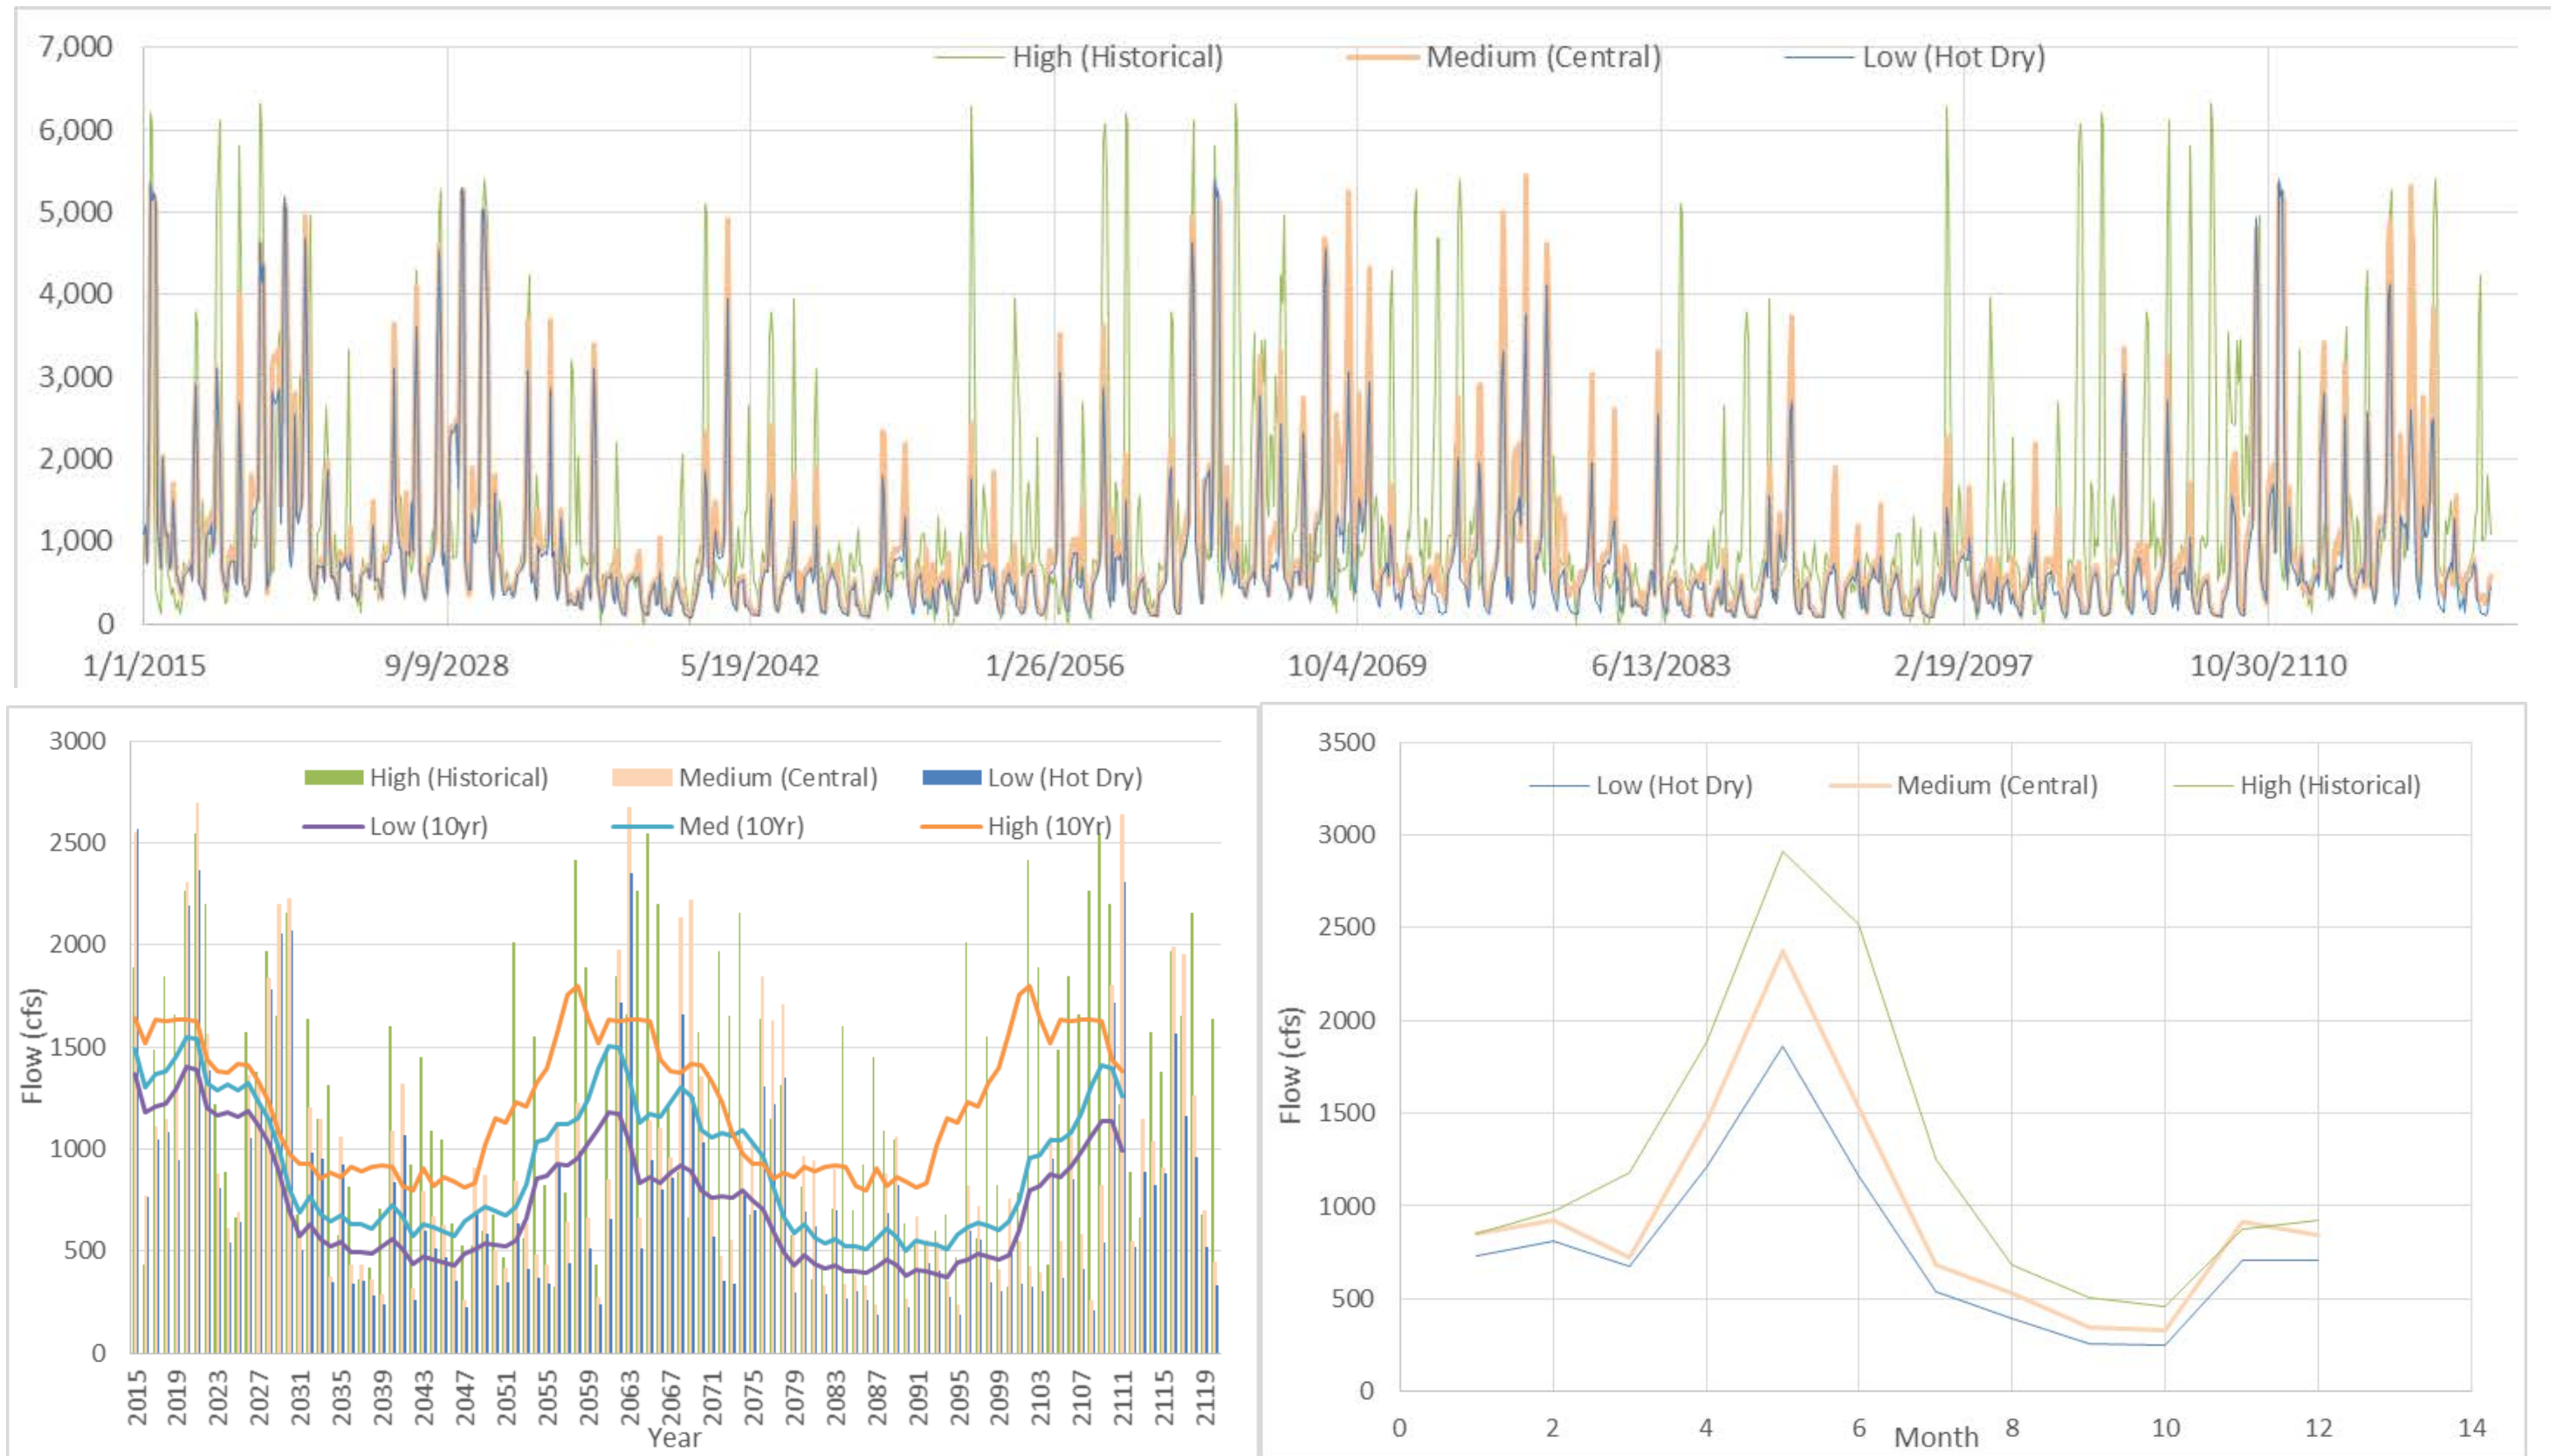 7,000
High (Historical) Medium (Central) Low (Hot Dry)
6,000
5,000
4,000
3,000
2,000
1,000
0
1/1/2015 9/9/2028 5/19/2042 1/26/2056 10/4/2069 6/13/2083 2/19/2097 10/30/2110
3000
High (Historical) Medium (Central) Low (Hot Dry)
Low (10yr) Med (10Yr) High (10Yr)
2500
2000
1500
1000
500
0
Flow (cfs)
2015 2019 2023 2027 2031 2035 2039 2043 2047 2051 2055 2059 2063 2067 2071 2075 2079 2083 2087 2091 2095 2099 2103 2107 2111 2115 2119
Year
3500
Low (Hot Dry) Medium (Central) High (Historical)
3000
2500
2000
1500
1000
500
0
Flow (cfs)
0 2 4 6 8 10 12 14
Month